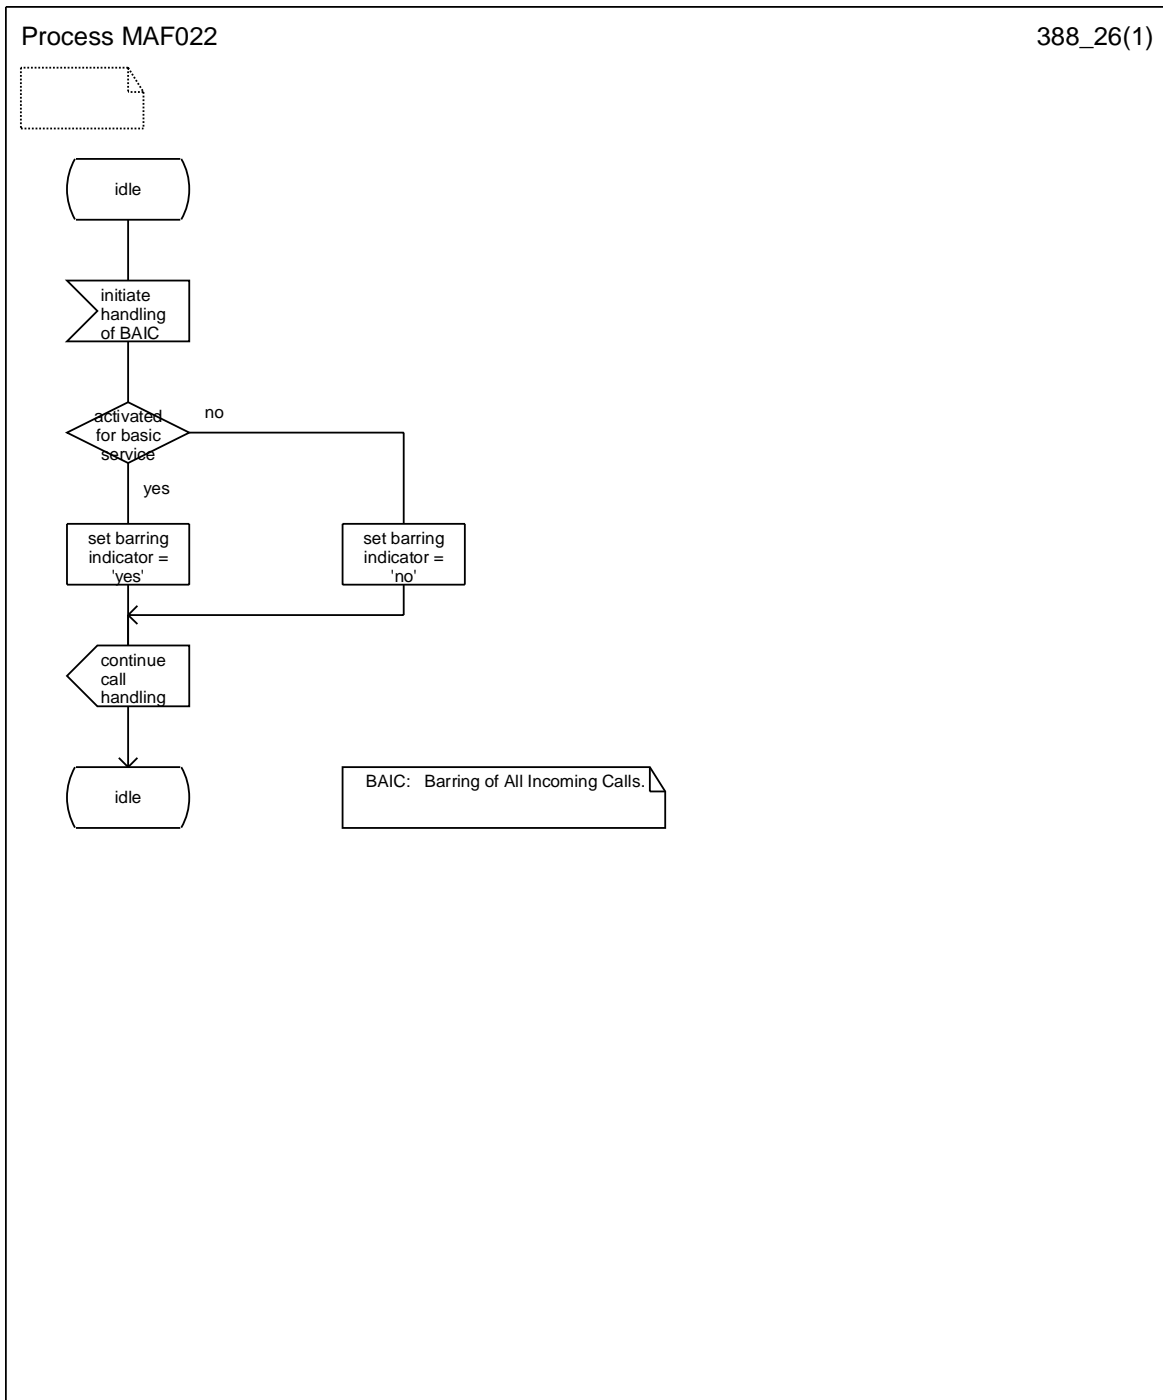 Process MAF022
388_26(1)
idle
initiate
handling
of BAIC
activated
for basic
service
no
yes
set barring
indicator =
'yes'
set barring
indicator =
'no'
continue
call
handling
idle
BAIC: Barring of All Incoming Calls.